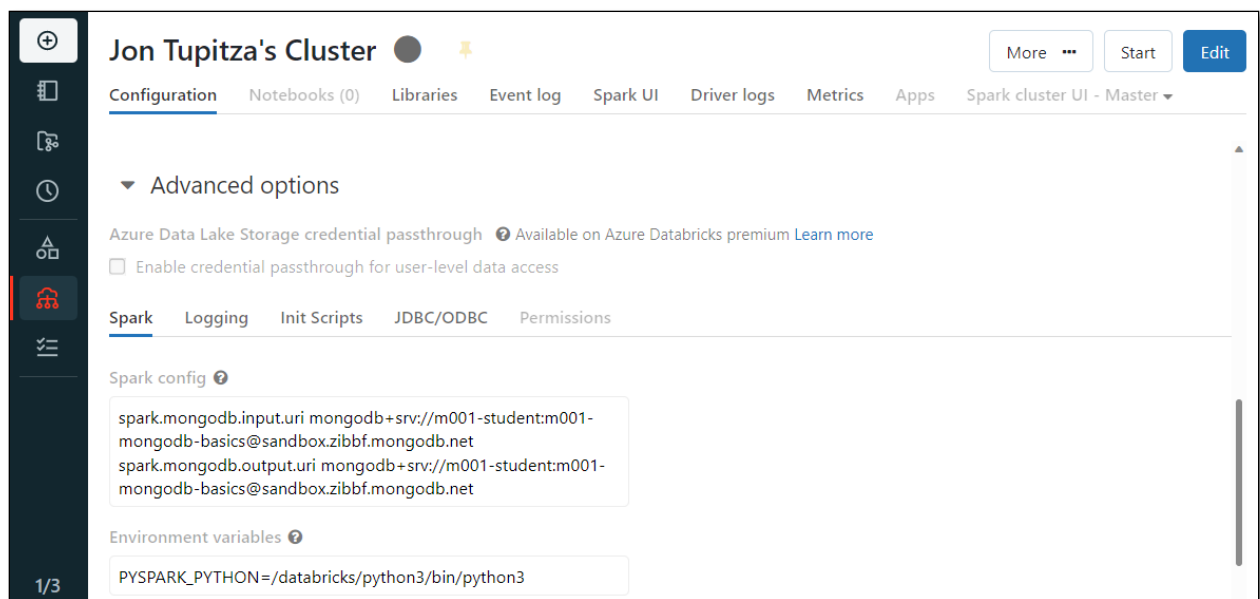 Jon Tupitza's Cluster
More ··· Start Edit
Configuration Notebooks (0) Libraries Event log Spark UI Driver logs Metrics Apps Spark cluster UI - Master
Advanced options
Azure Data Lake Storage credential passthrough ? Available on Azure Databricks premium Learn more
Enable credential passthrough for user-level data access
Spark Logging Init Scripts JDBC/ODBC Permissions
Spark config ?
spark.mongodb.input.uri mongodb+srv://m001-student:m001-
mongodb-basics@sandbox.zibbf.mongodb.net
spark.mongodb.output.uri mongodb+srv://m001-student:m001-
mongodb-basics@sandbox.zibbf.mongodb.net
Environment variables ?
PYSPARK_PYTHON=/databricks/python3/bin/python3
1/3